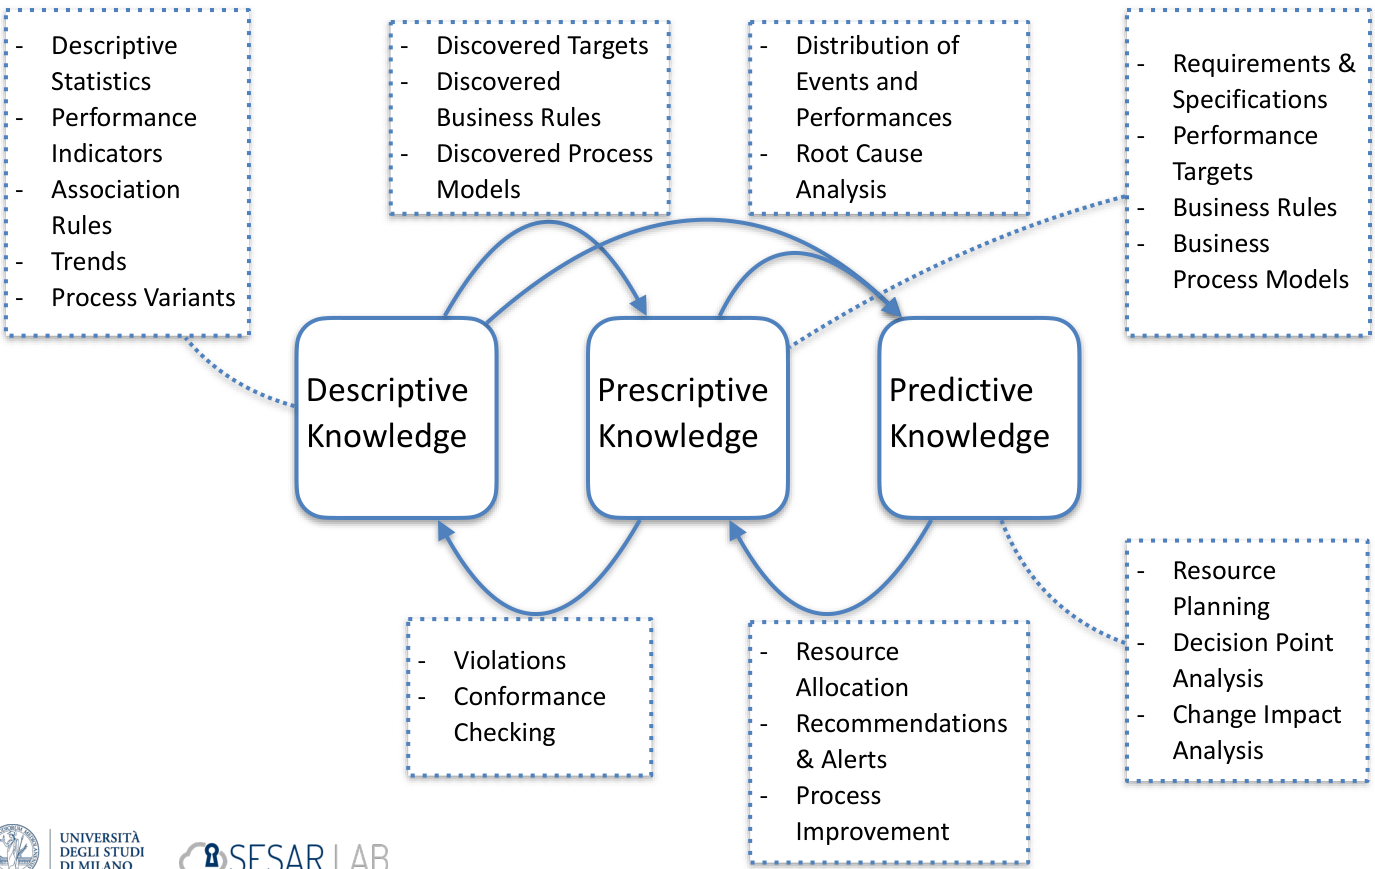 - Descriptive
Statistics
- Performance
Indicators
- Association
Rules
- Trends
- Process Variants
- Discovered Targets
- Discovered
Business Rules
- Discovered Process
Models
- Distribution of
Events and
Performances
- Root Cause
Analysis
- Requirements &
Specifications
- Performance
Targets
- Business Rules
- Business
Process Models
Descriptive
Knowledge
Prescriptive
Knowledge
Predictive
Knowledge
- Violations
- Conformance
Checking
- Resource
Allocation
- Recommendations
& Alerts
- Process
Improvement
- Resource
Planning
- Decision Point
Analysis
- Change Impact
Analysis
UNIVERSITÀ
DEGLI STUDI
DI MILANO
SESAR LAB